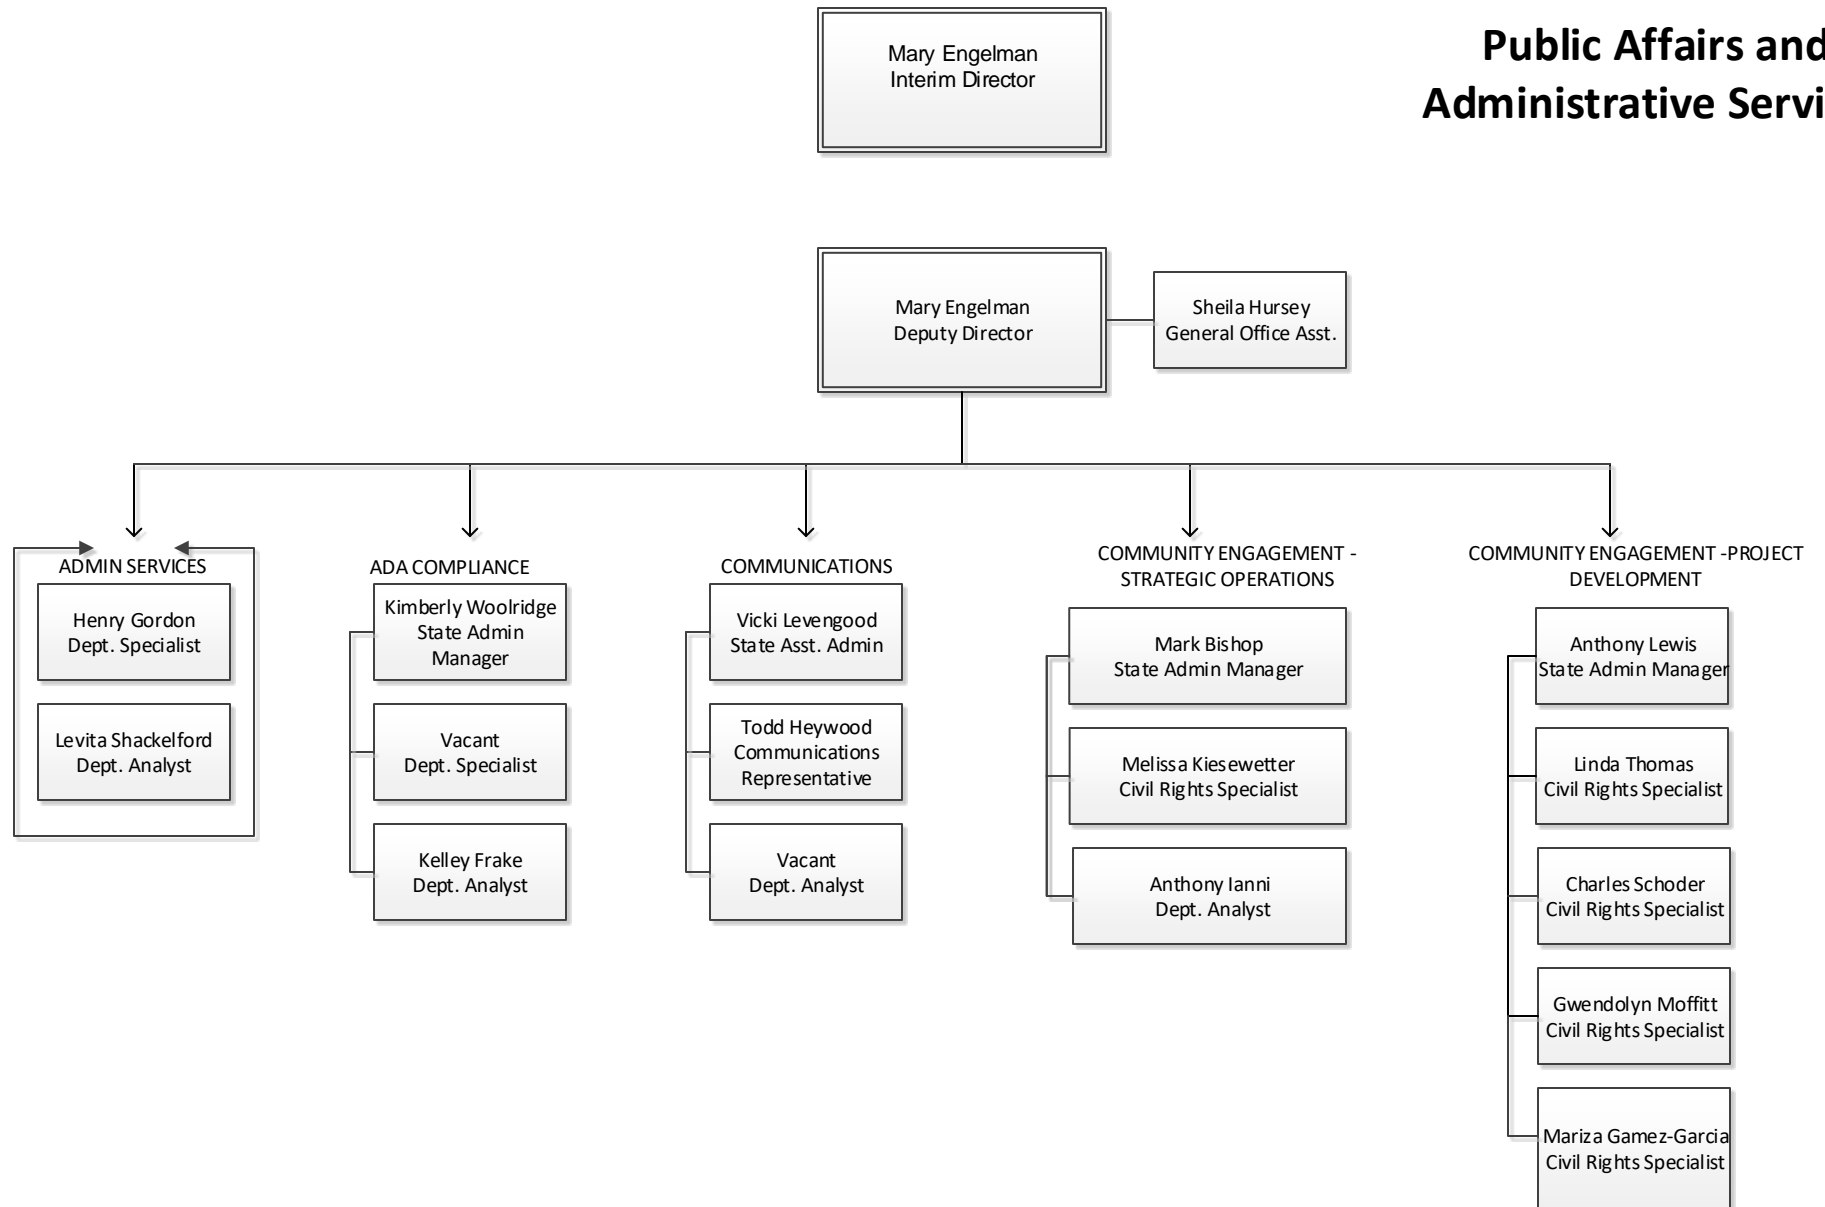 Public Affairs and
Administrative Servi
Mary Engelman
Interim Director
Mary Engelman
Deputy Director
Sheila Hursey
General Office Asst.
ADMIN SERVICES
Henry Gordon
Dept. Specialist
Levita Shackelford
Dept. Analyst
ADA COMPLIANCE
Kimberly Woolridge
State Admin
Manager
Vacant
Dept. Specialist
Kelley Frake
Dept. Analyst
COMMUNICATIONS
Vicki Levengood
State Asst. Admin
Todd Heywood
Communications
Representative
Vacant
Dept. Analyst
COMMUNITY ENGAGEMENT -
STRATEGIC OPERATIONS
Mark Bishop
State Admin Manager
Melissa Kiesewetter
Civil Rights Specialist
Anthony Ianni
Dept. Analyst
COMMUNITY ENGAGEMENT -PROJECT
DEVELOPMENT
Anthony Lewis
State Admin Manager
Linda Thomas
Civil Rights Specialist
Charles Schoder
Civil Rights Specialist
Gwendolyn Moffitt
Civil Rights Specialist
Mariza Gamez-Garcia
Civil Rights Specialist